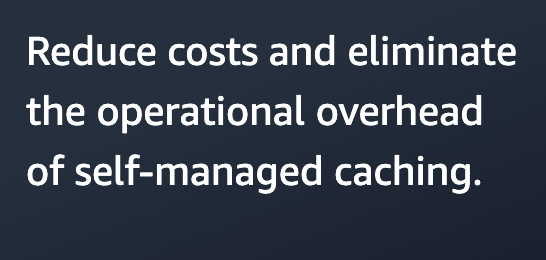 Reduce costs and eliminate
the operational overhead
of self-managed caching.